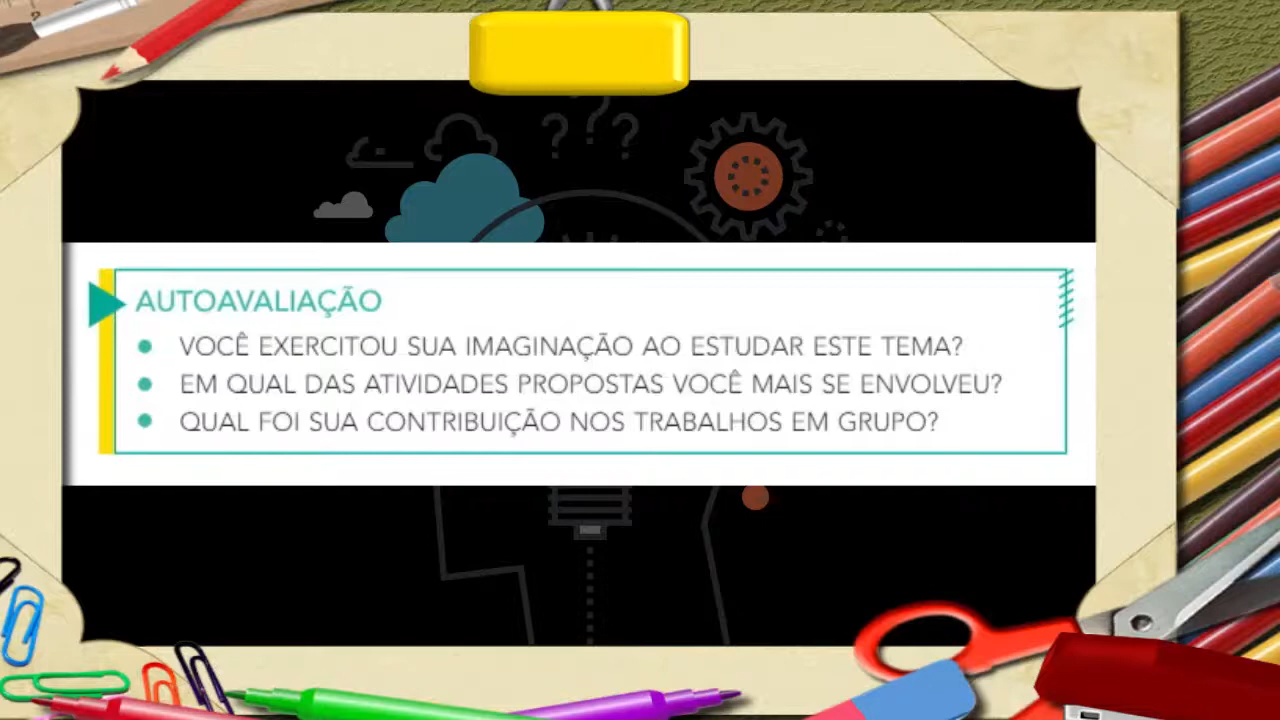 AUTOAVALIAÇÃO
VOCÊ EXERCITOU SUA IMAGINAÇÃO AO ESTUDAR ESTE TEMA?
EM QUAL DAS ATIVIDADES PROPOSTAS VOCÊ MAIS SE ENVOLVEU?
QUAL FOI SUA CONTRIBUIÇÃO NOS TRABALHOS EM GRUPO?